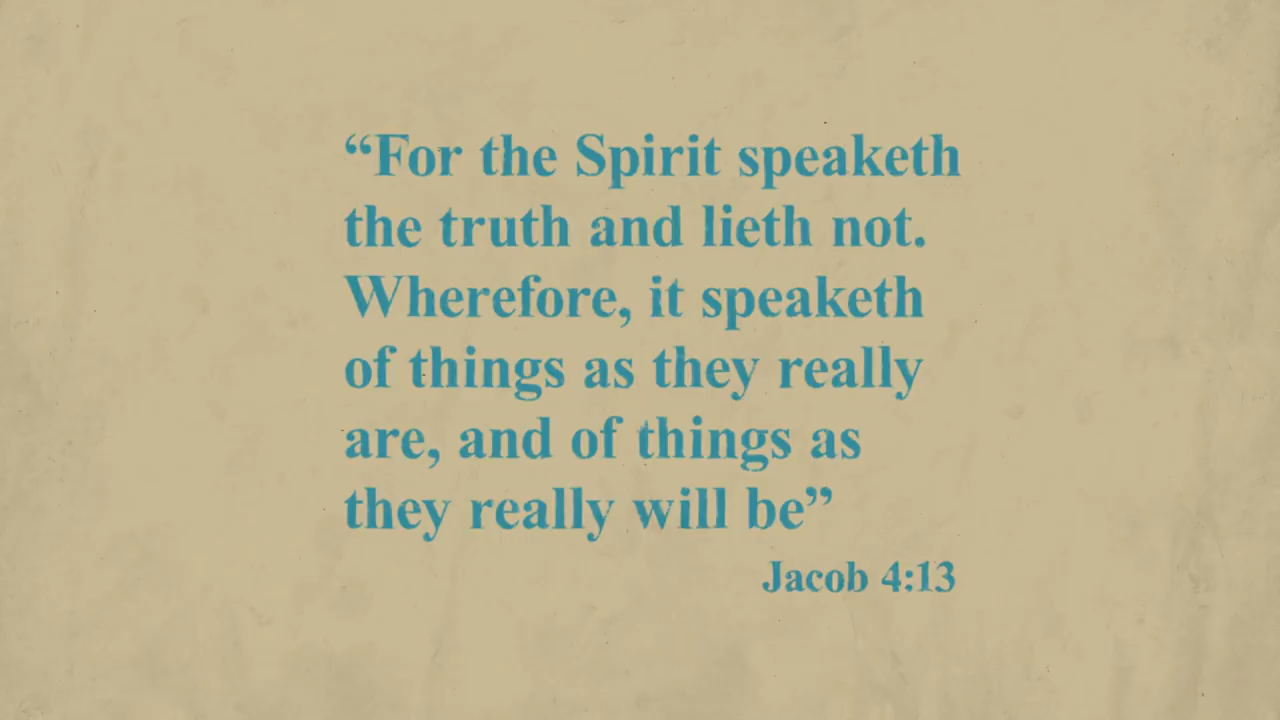 “For the Spirit speaketh
the truth and lieth not.
Wherefore, it speaketh
of things as they really
are, and of things as
they really will be”
Jacob 4:13